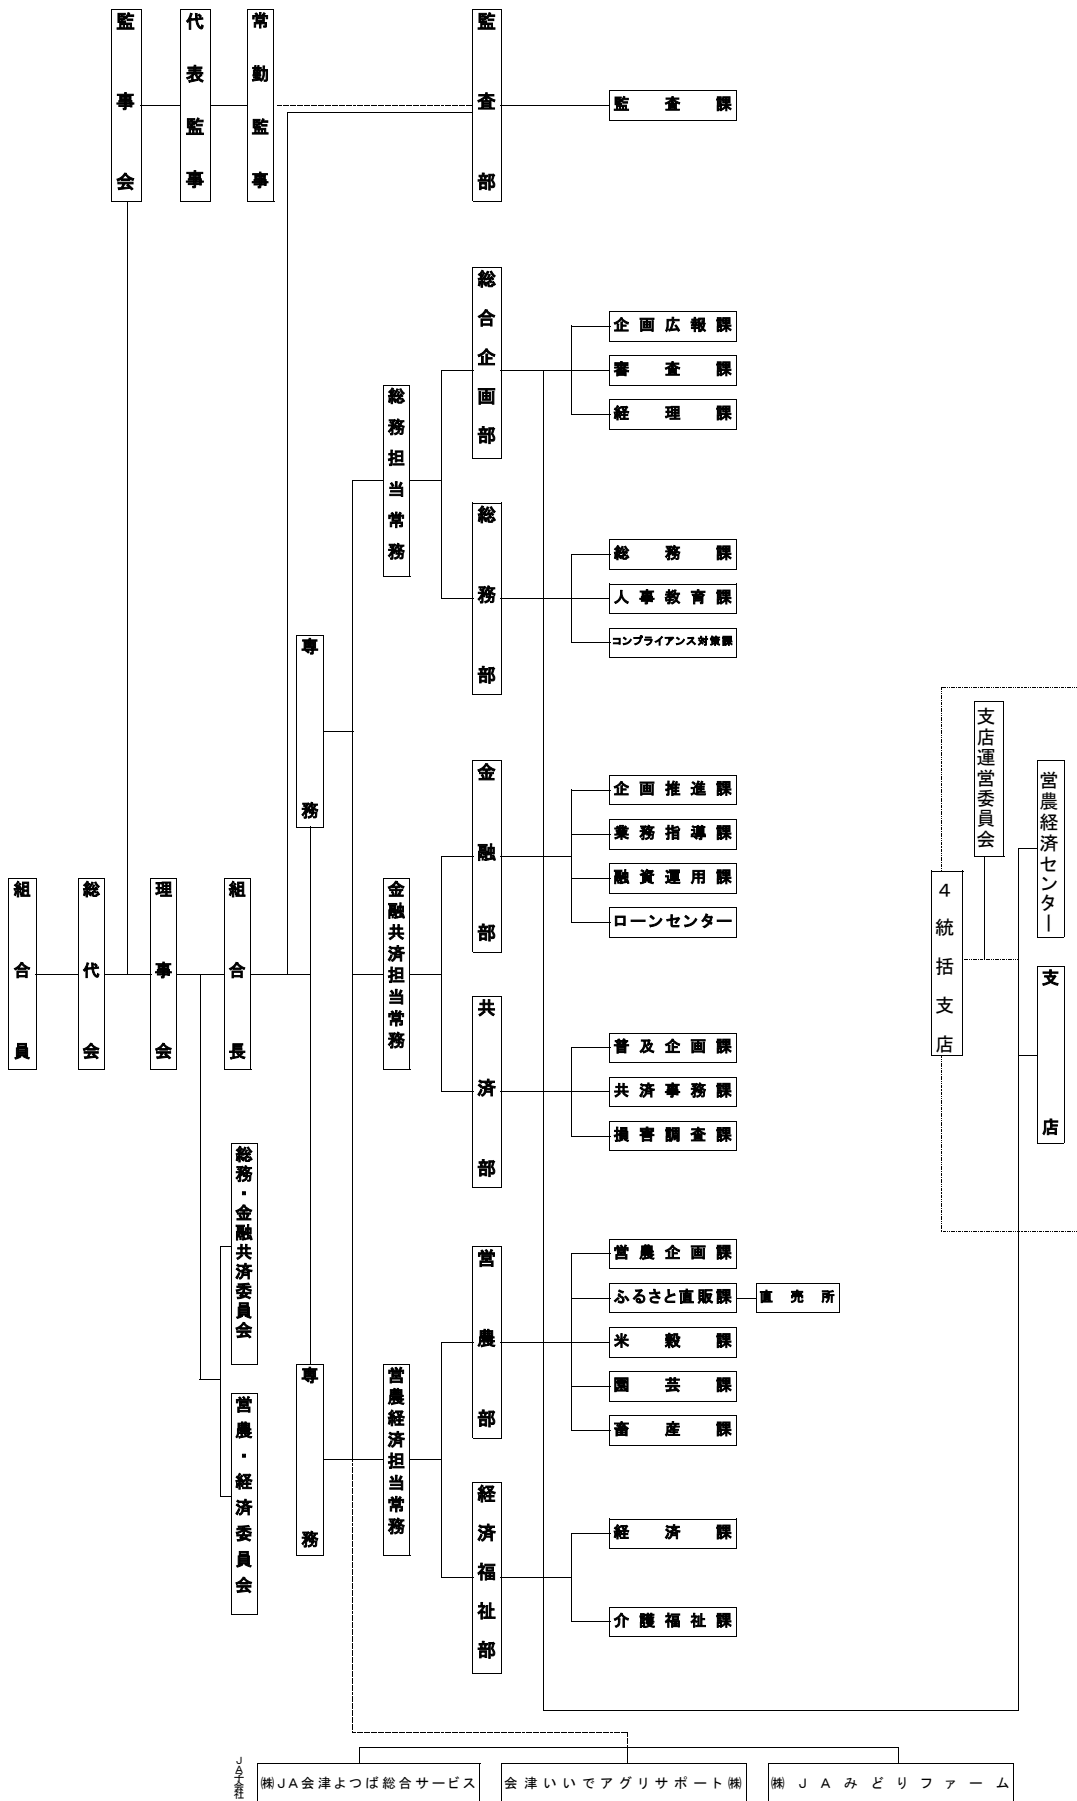 監事会
代表監事
常勤監事
監査部
監査課
総合企画部
企画広報課
審査課
経理課
総務担当常務
総務部
総務課
人事教育課
コンプライアンス対策課
専務
金融部
企画推進課
業務指導課
融資運用課
ローンセンター
支店運営委員会
営農経済センター
4統括支店
支店
組合員
総代会
理事会
組合長
金融共済担当常務
共済部
普及企画課
共済事務課
損害調査課
総務・金融共済委員会
営農・経済委員会
専務
営農経済担当常務
営農部
営農企画課
ふるさと直販課
直売所
米穀課
園芸課
畜産課
経済福祉部
経済課
介護福祉課
JA子会社
㈱JA会津よつば総合サービス
会津いいでアグリサポート㈱
㈱JAみどりファーム